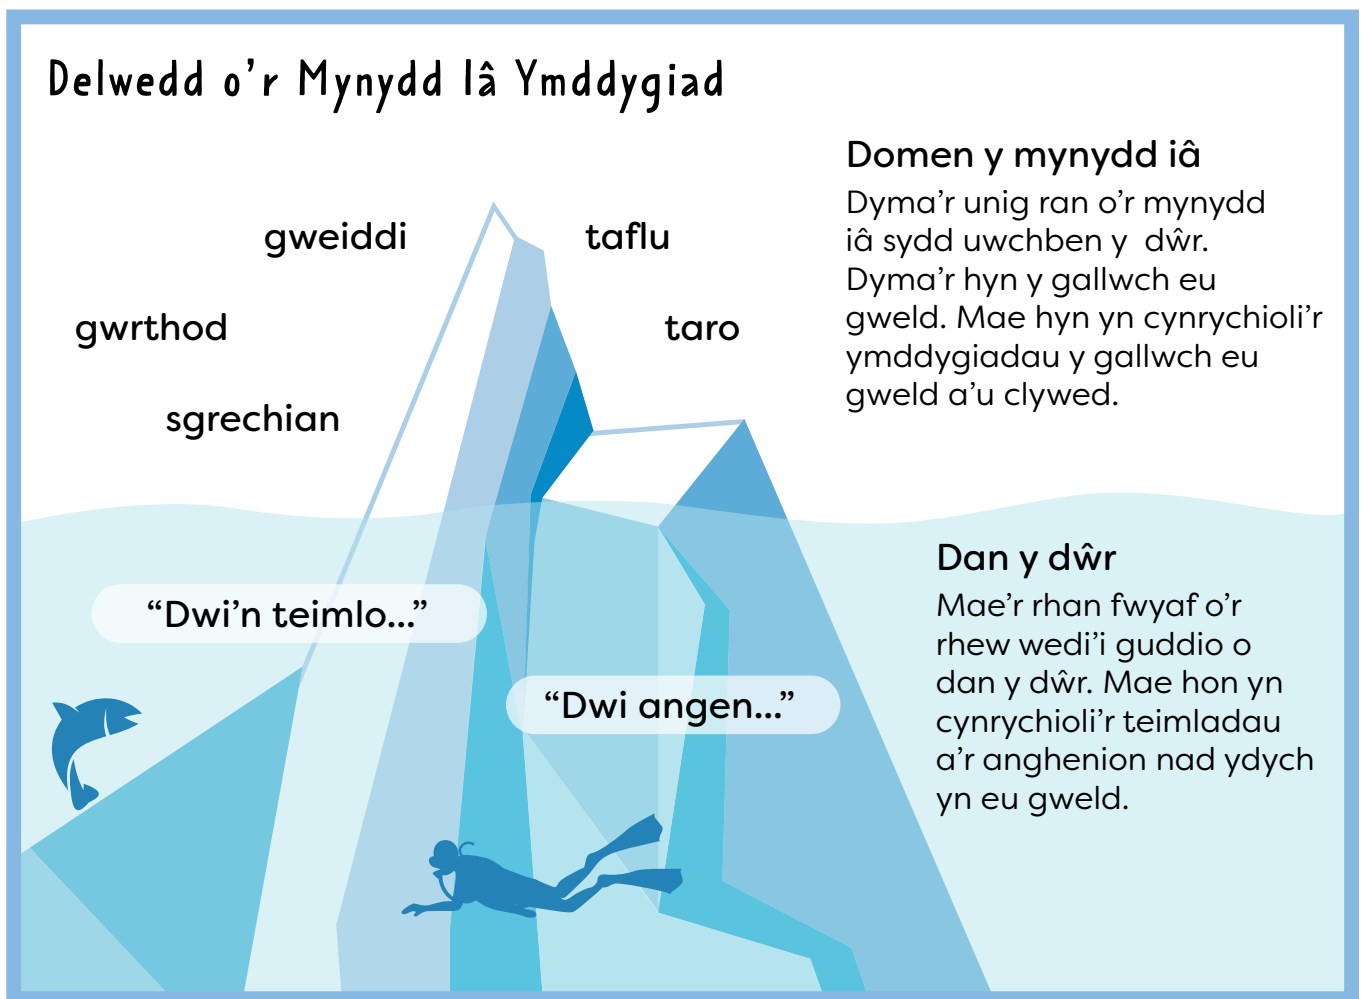 Delwedd o'r Mynydd Iâ Ymddygiad
gweiddi
taflu
gwrthod
taro
sgrechian
Domen y mynydd iâ
Dyma'r unig ran o'r mynydd
iâ sydd uwchben y dŵr.
Dyma'r hyn y gallwch eu
gweld. Mae hyn yn cynrychioli'r
ymddygiadau y gallwch eu
gweld a'u clywed.
"Dwi'n teimlo..."
"Dwi angen..."
Dan y dŵr
Mae'r rhan fwyaf o'r
rhew wedi'i guddio o
dan y dŵr. Mae hon yn
cynrychioli'r teimladau
a'r anghenion nad ydych
yn eu gweld.